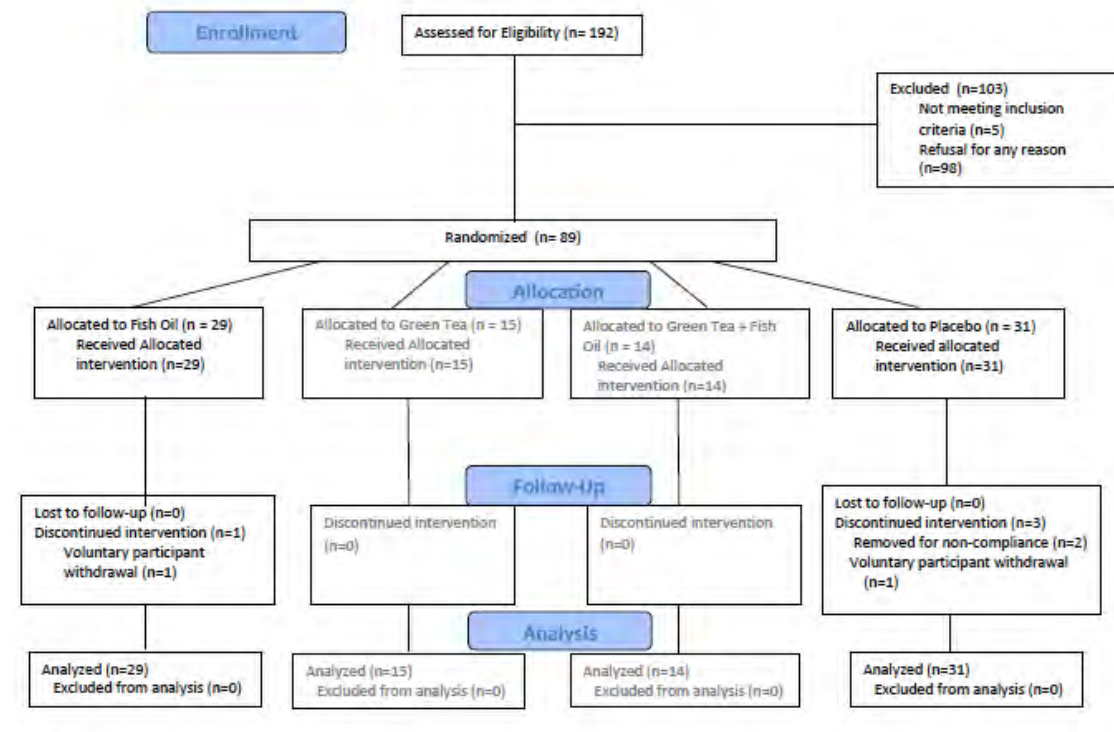 Enrollment
Assessed for Eligibility (n= 192)
Excluded (n=103)
Not meeting inclusion
criteria (n=5)
Refusal for any reason
(n=98)
Randomized (n= 89)
Allocation
Allocated to Fish Oil (n = 29)
Received Allocated
intervention (n=29)
Allocated to Green Tea (n = 15)
Received Allocated
intervention (n=15)
Allocated to Green Tea + Fish
Oil (n = 14)
Received Allocated
intervention (n=14)
Allocated to Placebo (n = 31)
Received allocated
intervention (n=31)
Follow-Up
Lost to follow-up (n=0)
Discontinued intervention (n=1)
Voluntary participant
withdrawal (n=1)
Discontinued intervention
(n=0)
Discontinued intervention
(n=0)
Lost to follow-up (n=0)
Discontinued intervention (n=3)
Removed for non-compliance (n=2)
Voluntary participant withdrawal
(n=1)
Analysis
Analyzed (n=29)
Excluded from analysis (n=0)
Analyzed (n=15)
Excluded from analysis (n=0)
Analyzed (n=14)
Excluded from analysis (n=0)
Analyzed (n=31)
Excluded from analysis (n=0)